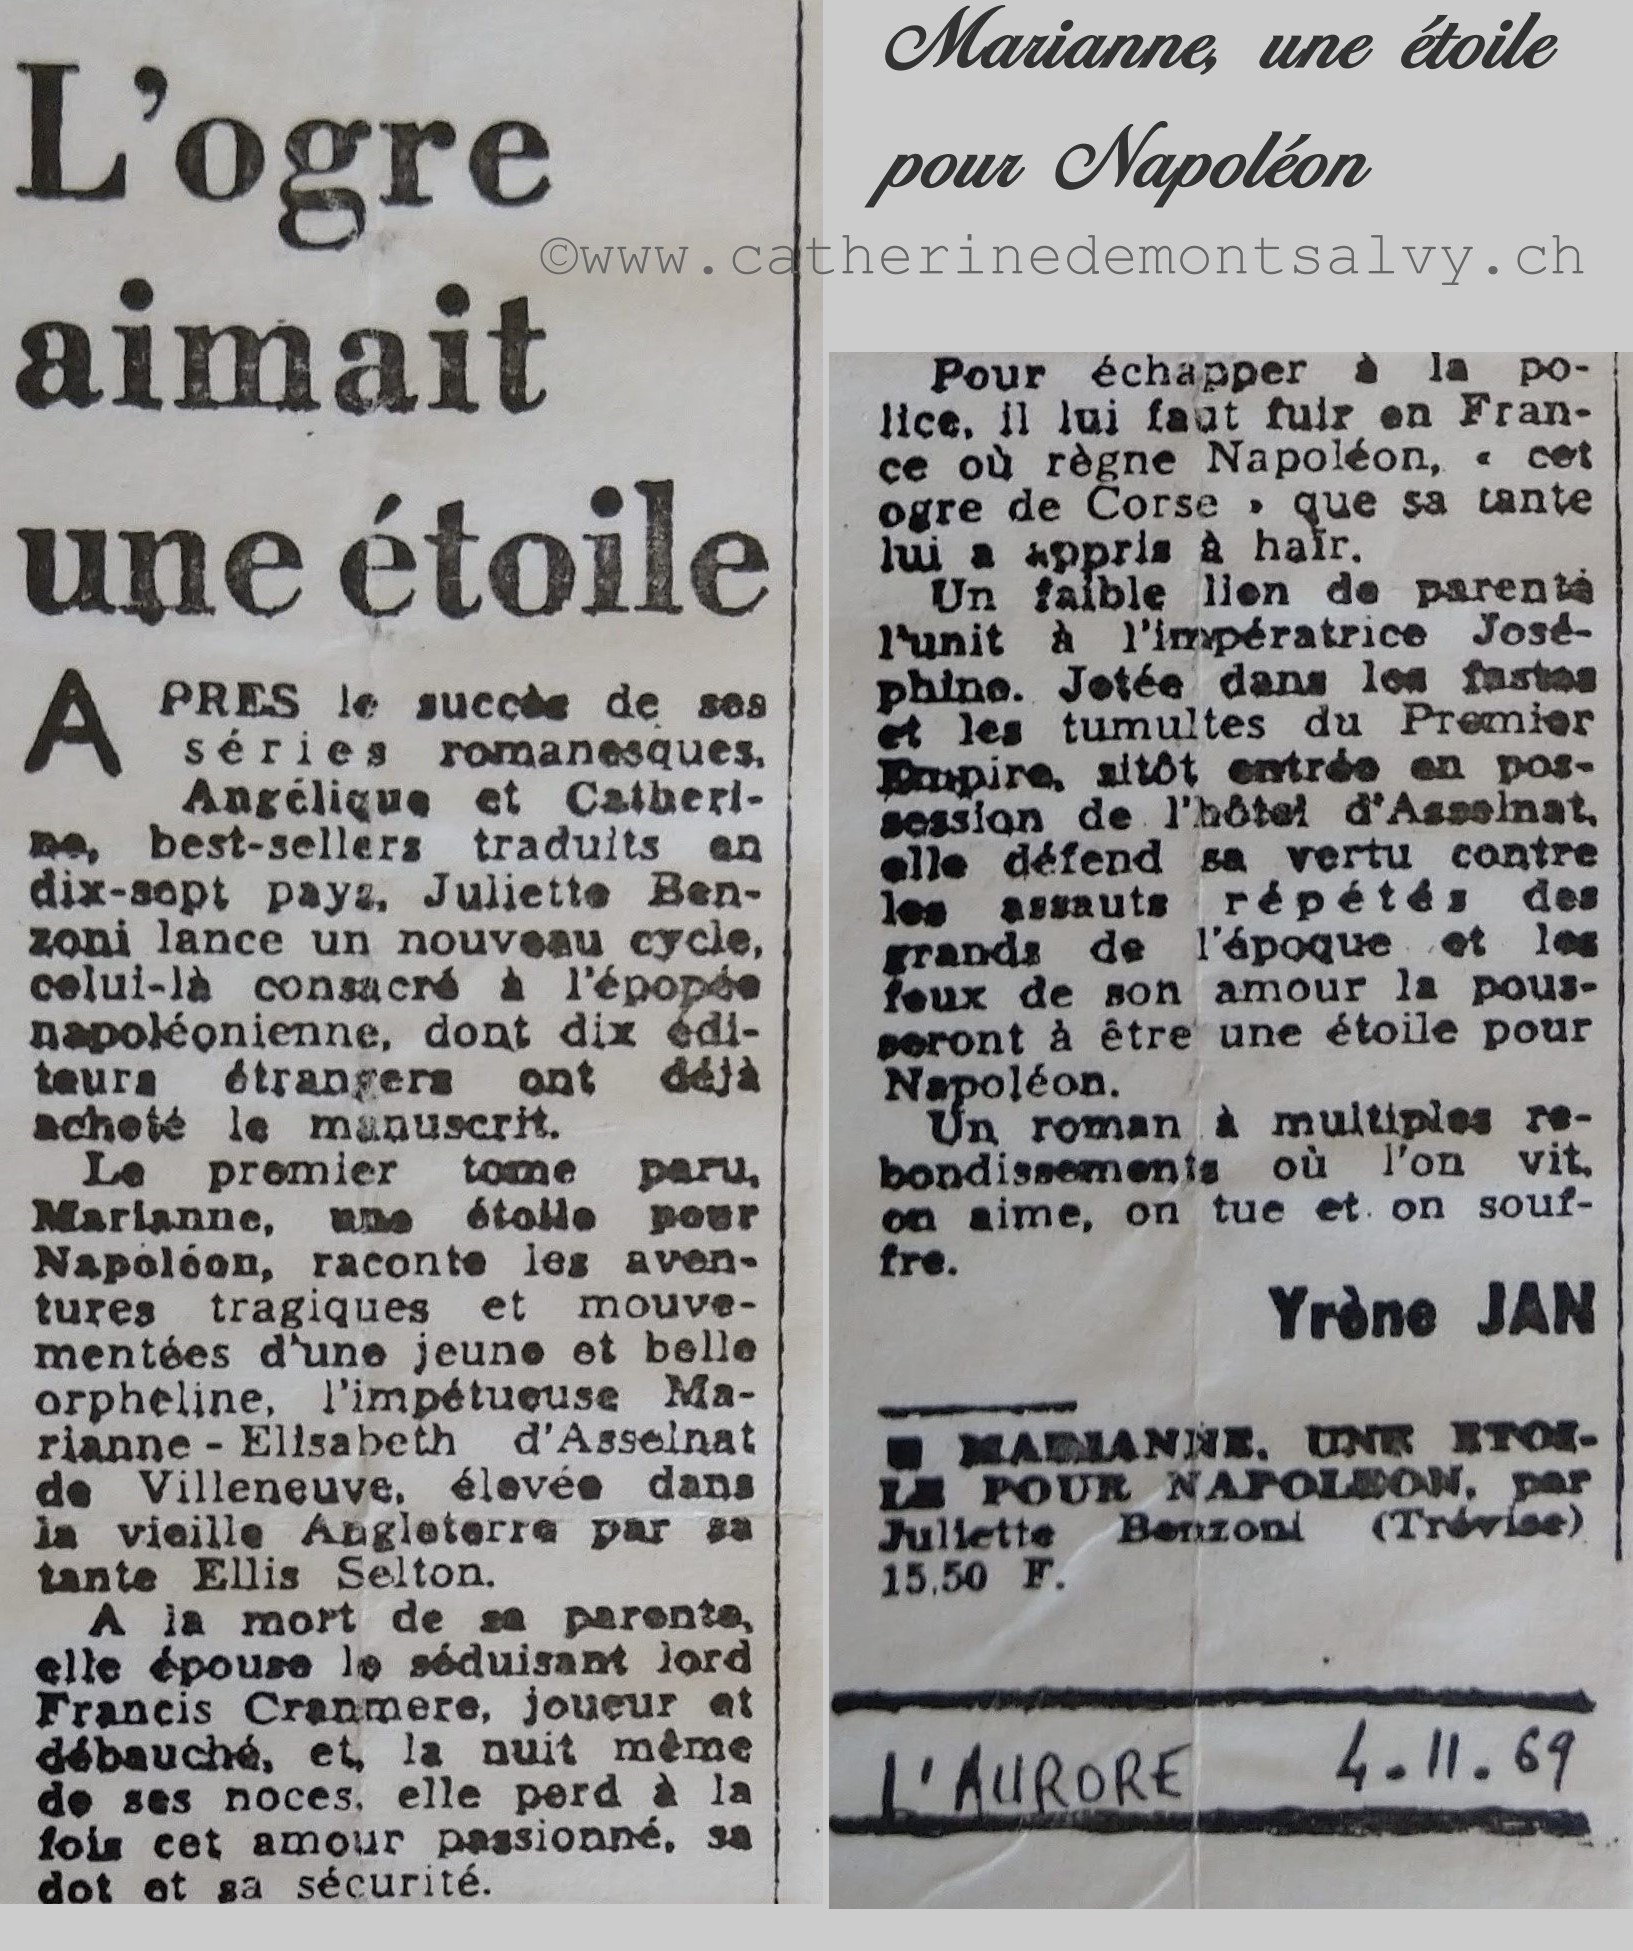 L'ogre
aimait
une étoile
APRES le succès de ses
séries romanesques,
Angélique et Catheri-
ne, best-sellers traduits en
dix-sept pays, Juliette Ben-
zoni lance un nouveau cycle,
celui-là consacré à l'épopée
napoléonienne, dont dix édi-
teurs étrangers ont déjà
acheté le manuscrit.
Le premier tome paru,
Marianne, une étoile pour
Napoléon, raconte les aven-
tures tragiques et mouve-
mentées d'une jeune et belle
orpheline, l'impétueuse Ma-
rianne - Elisabeth d'Asselnat
de Villeneuve, élevée dans
la vieille Angleterre par sa
tante Ellis Selton.
A la mort de sa parente,
elle épouse le séduisant lord
Francis Cranmere, joueur et
débauché, et, la nuit même
de ses noces, elle perd à la
fois cet amour passionné, sa
dot et sa sécurité.
Marianne, une étoile
pour Napoléon
©www.catherinedemontsalvy.ch
Pour échapper à la po-
lice, il lui faut fuir en Fran-
ce où règne Napoléon, « cet
ogre de Corse » que sa tante
lui a appris à haïr.
Un faible lien de parenté
l'unit à l'impératrice José-
phine. Jetée dans les fastes
et les tumultes du Premier
Empire, sitôt entrée en pos-
session de l'hôtel d'Asselnat,
elle défend sa vertu contre
les assauts répétés des
grands de l'époque et les
feux de son amour la pous-
seront à être une étoile pour
Napoléon.
Un roman à multiples re-
bondissements où l'on vit,
on aime, on tue et on souf-
fre.
Yrène JAN
■ MARIANNE, UNE ETOI-
LE POUR NAPOLEON, par
Juliette Benzoni (Trévise)
15,50 F.
L'AURORE 4.11.69